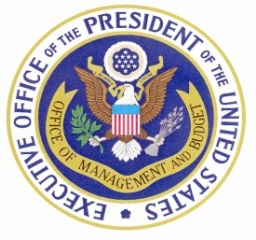 EXECUTIVE OFFICE OF THE PRESIDENT OF THE UNITED STATES
OFFICE OF MANAGEMENT AND BUDGET